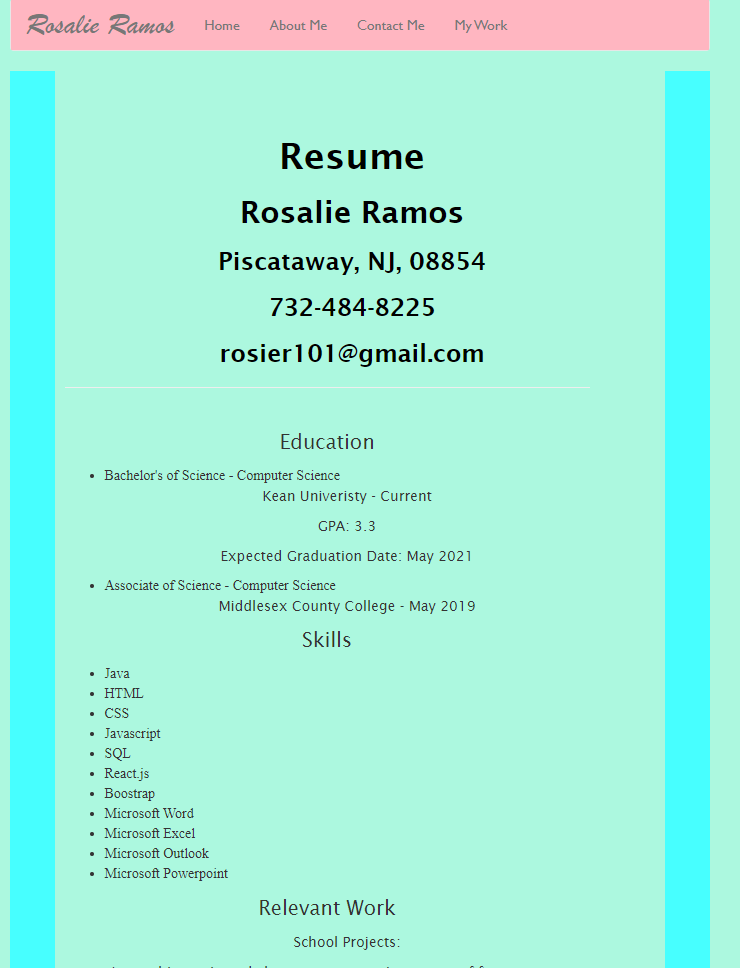 Rosalie Ramos Home About Me Contact Me My Work
Resume
Rosalie Ramos
Piscataway, NJ, 08854
732-484-8225
rosier101@gmail.com
Education
• Bachelor's of Science - Computer Science
Kean Univeristy - Current
GPA: 3.3
Expected Graduation Date: May 2021
• Associate of Science - Computer Science
Middlesex County College - May 2019
Skills
• Java
• HTML
• CSS
• Javascript
• SQL
• React.js
• Boostrap
• Microsoft Word
• Microsoft Excel
• Microsoft Outlook
• Microsoft Powerpoint
Relevant Work
School Projects: